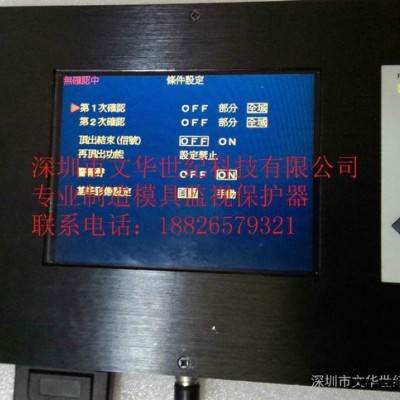 無確認中 條件設定
第1次確認 OFF 部分 全域
第2次確認 OFF 部分 全域
頂出結束(信號) OFF ON
再頂出功能 設定禁止
深圳市文华世纪科技有限公司
OFF ON
专业制造模具监视保护器
自動 手動
联系电话: 18826579321
深圳市文华世纪